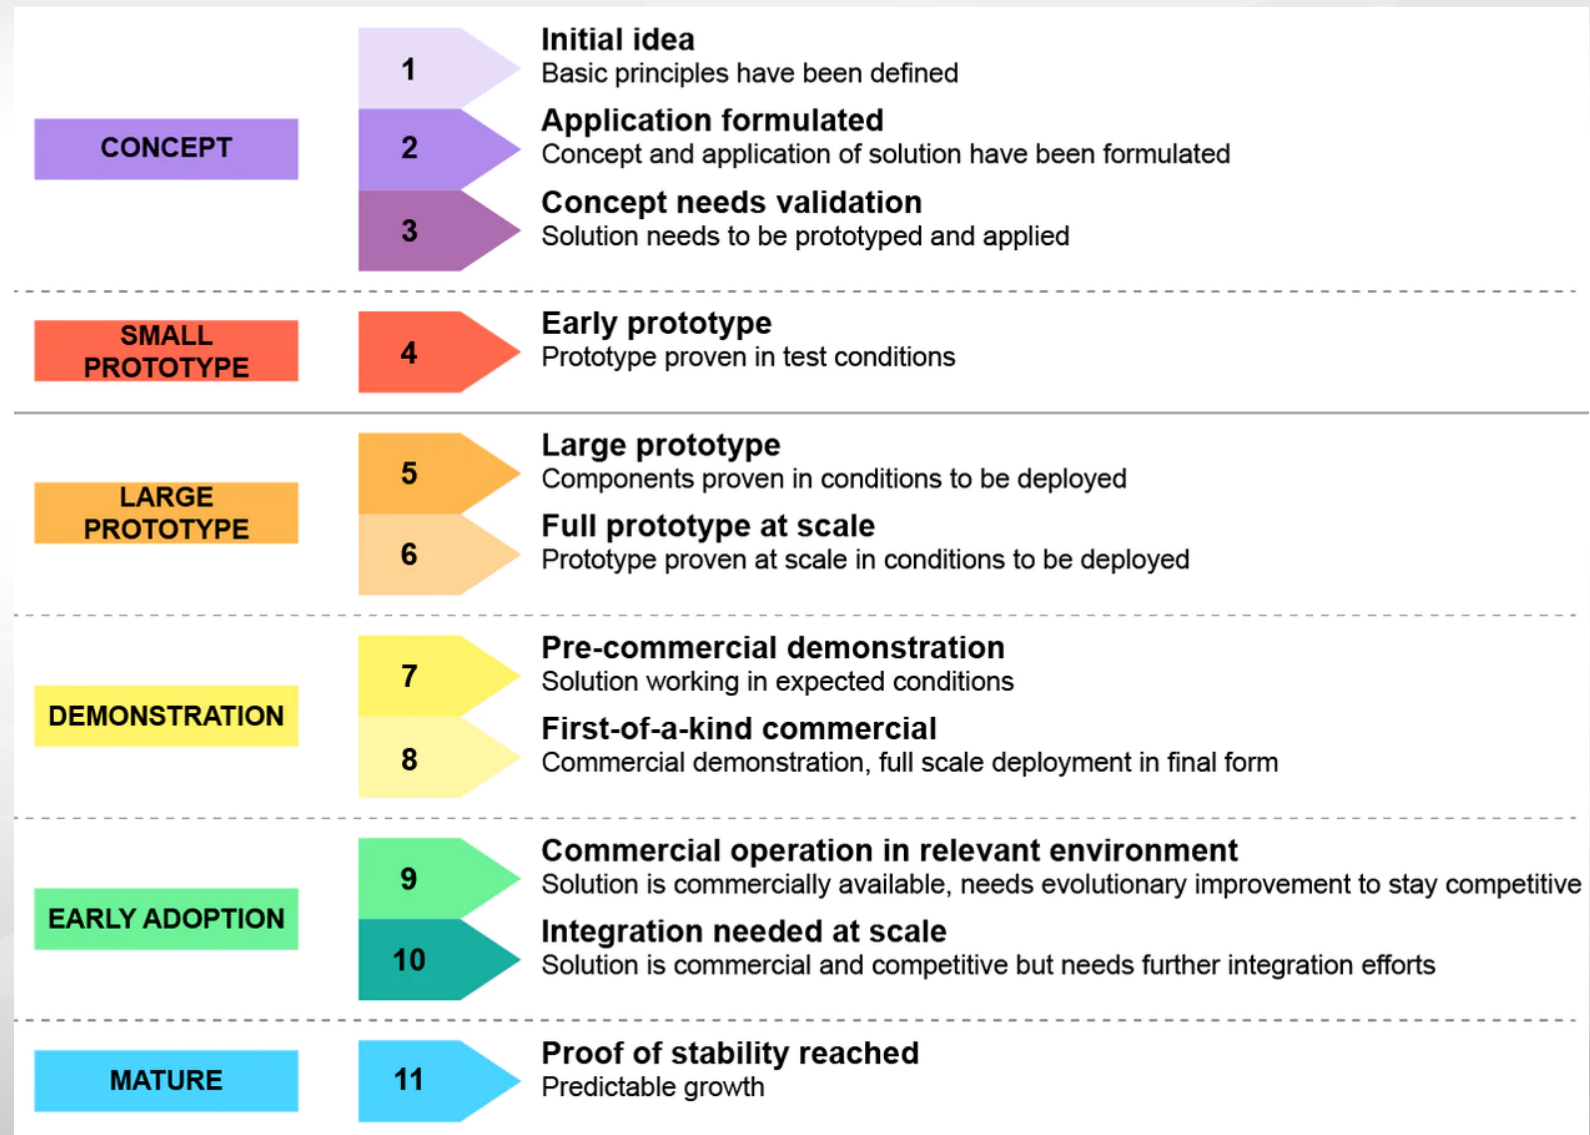 CONCEPT
1
Initial idea
Basic principles have been defined
2
Application formulated
Concept and application of solution have been formulated
3
Concept needs validation
Solution needs to be prototyped and applied
SMALL
PROTOTYPE
4
Early prototype
Prototype proven in test conditions
LARGE
PROTOTYPE
5
Large prototype
Components proven in conditions to be deployed
6
Full prototype at scale
Prototype proven at scale in conditions to be deployed
DEMONSTRATION
7
Pre-commercial demonstration
Solution working in expected conditions
8
First-of-a-kind commercial
Commercial demonstration, full scale deployment in final form
EARLY ADOPTION
9
Commercial operation in relevant environment
Solution is commercially available, needs evolutionary improvement to stay competitive
10
Integration needed at scale
Solution is commercial and competitive but needs further integration efforts
MATURE
11
Proof of stability reached
Predictable growth